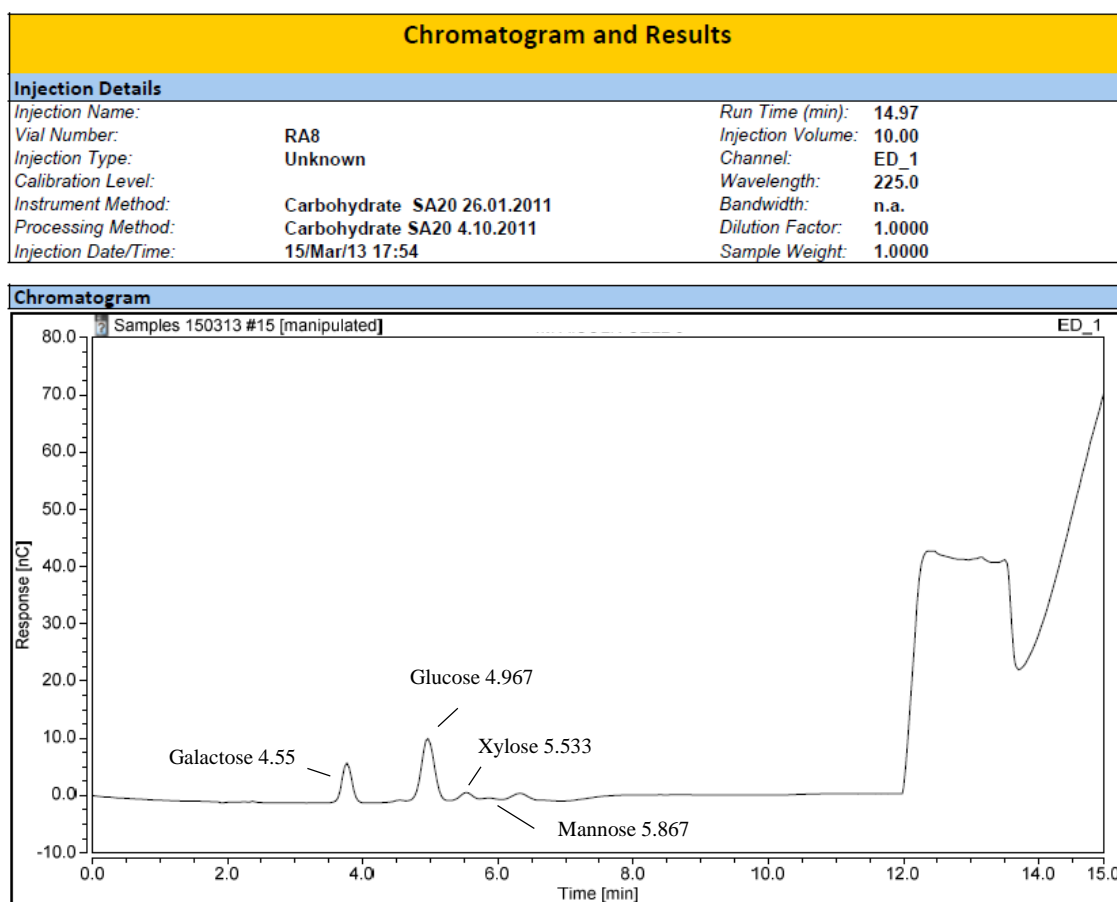 Chromatogram and Results
Injection Details
Injection Name:
Run Time (min): 14.97
Vial Number: RA8
Injection Volume: 10.00
Injection Type: Unknown
Channel: ED_1
Calibration Level:
Wavelength: 225.0
Instrument Method: Carbohydrate SA20 26.01.2011
Bandwidth: n.a.
Processing Method: Carbohydrate SA20 4.10.2011
Dilution Factor: 1.0000
Injection Date/Time: 15/Mar/13 17:54
Sample Weight: 1.0000
Chromatogram
Samples 150313 #15 [manipulated]
ED_1
80.0
70.0
60.0
50.0
40.0
30.0
20.0
10.0
0.0
-10.0
Response [nC]
Glucose 4.967
Galactose 4.55
Xylose 5.533
Mannose 5.867
0.0 2.0 4.0 6.0 8.0 10.0 12.0 14.0 15.0
Time [min]